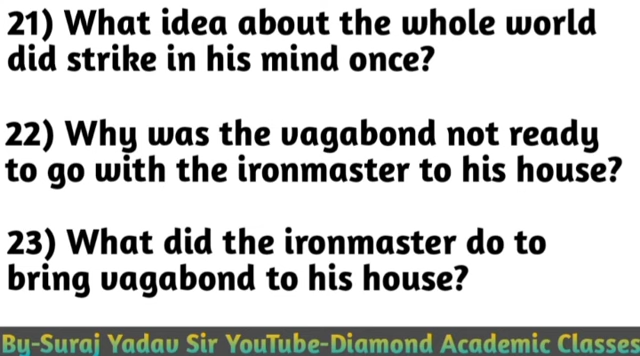 21) What idea about the whole world
did strike in his mind once?
22) Why was the vagabond not ready
to go with the ironmaster to his house?
23) What did the ironmaster do to
bring vagabond to his house?
By-Suraj Yadav Sir YouTube-Diamond Academic Classes